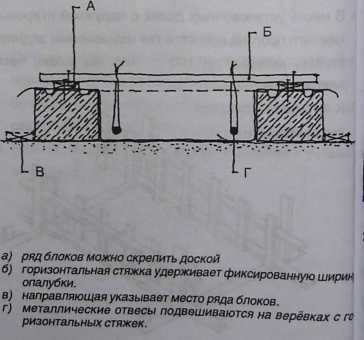 А
Б
В
Г
а) ряд блоков можно скрепить доской
б) горизонтальная стяжка удерживает фиксированную ширин
опалубки.
в) направляющая указывает место ряда блоков.
г) металлические отвесы подвешиваются на верёвках с го
ризонтальных стяжек.